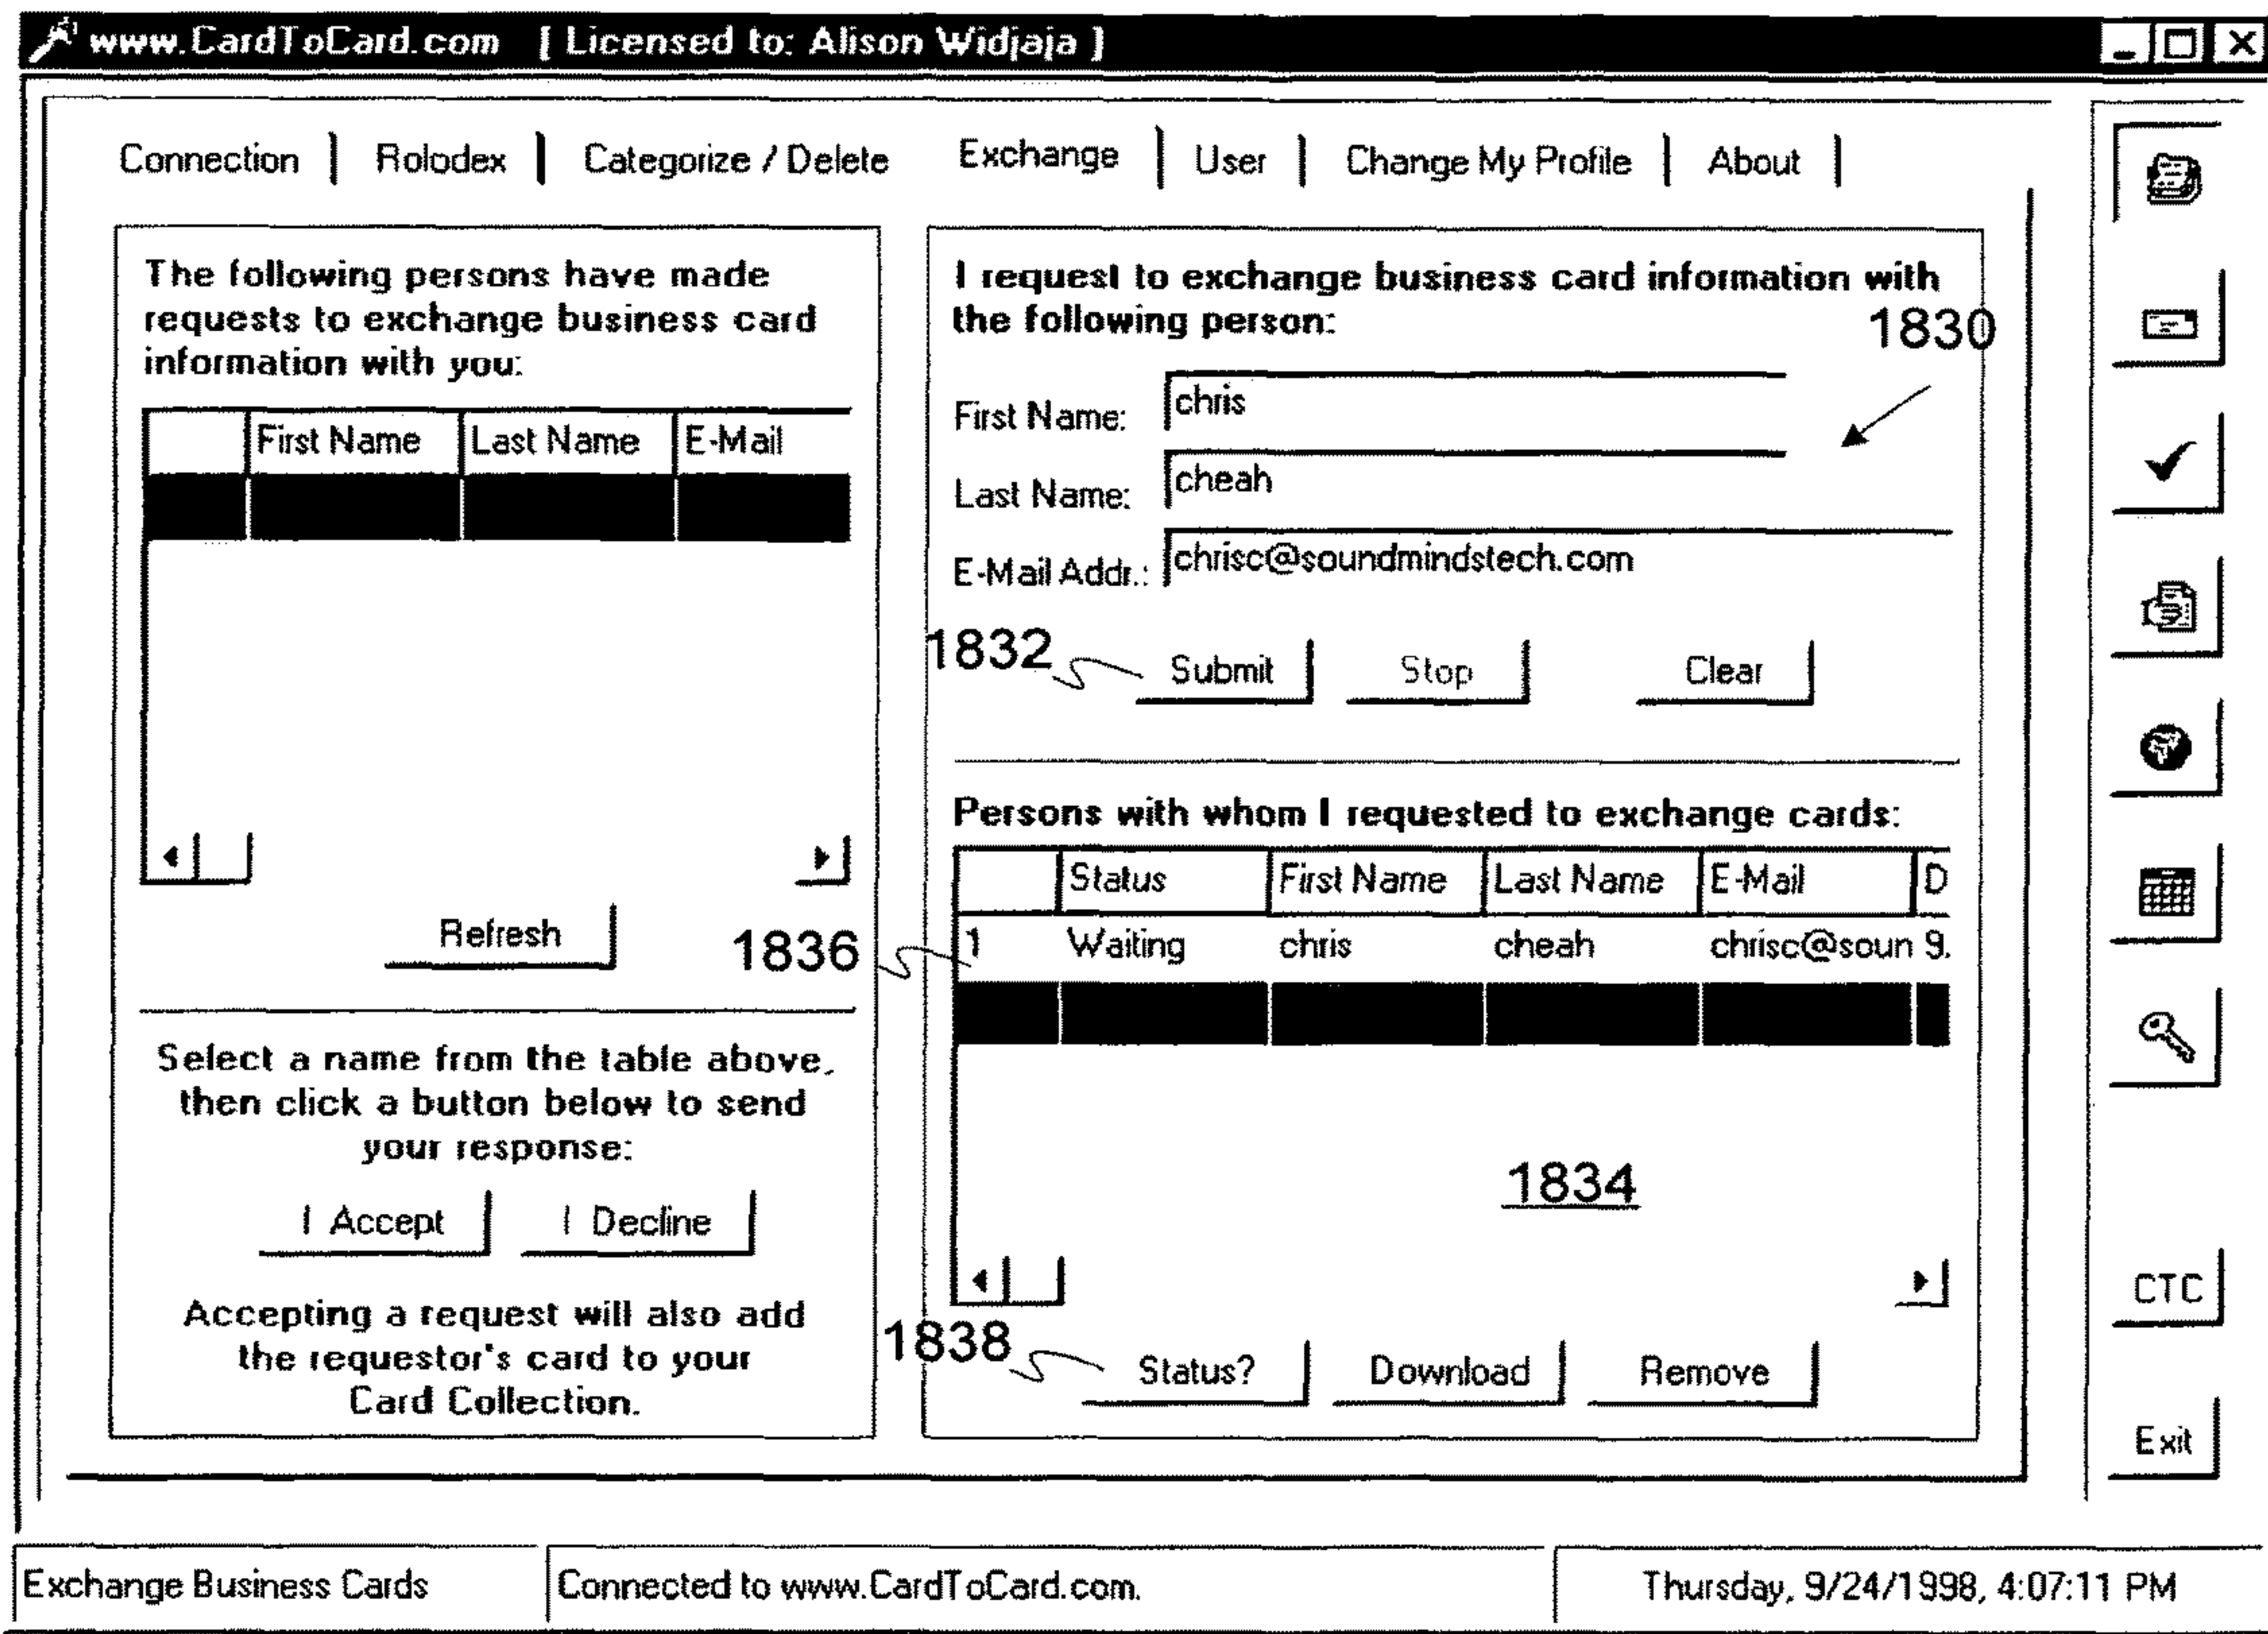 www.CardToCard.com [ Licensed to: Alison Widjaja ]
Connection | Rolodex | Categorize / Delete Exchange | User | Change My Profile | About |
The following persons have made
requests to exchange business card
information with you:
First Name Last Name E-Mail
Refresh
Select a name from the table above,
then click a button below to send
your response:
I Accept I Decline
Accepting a request will also add
the requestor's card to your
Card Collection.
I request to exchange business card information with
the following person:
1830
First Name: chris
Last Name: cheah
E-Mail Addr.: chrisc@soundmindstech.com
1832 Submit Stop Clear
Persons with whom I requested to exchange cards:
Status First Name Last Name E-Mail D
1836 1 Waiting chris cheah chrisc@soun 9.
1834
1838 Status? Download Remove
CTC
Exit
Exchange Business Cards Connected to www.CardToCard.com. Thursday, 9/24/1998, 4:07:11 PM